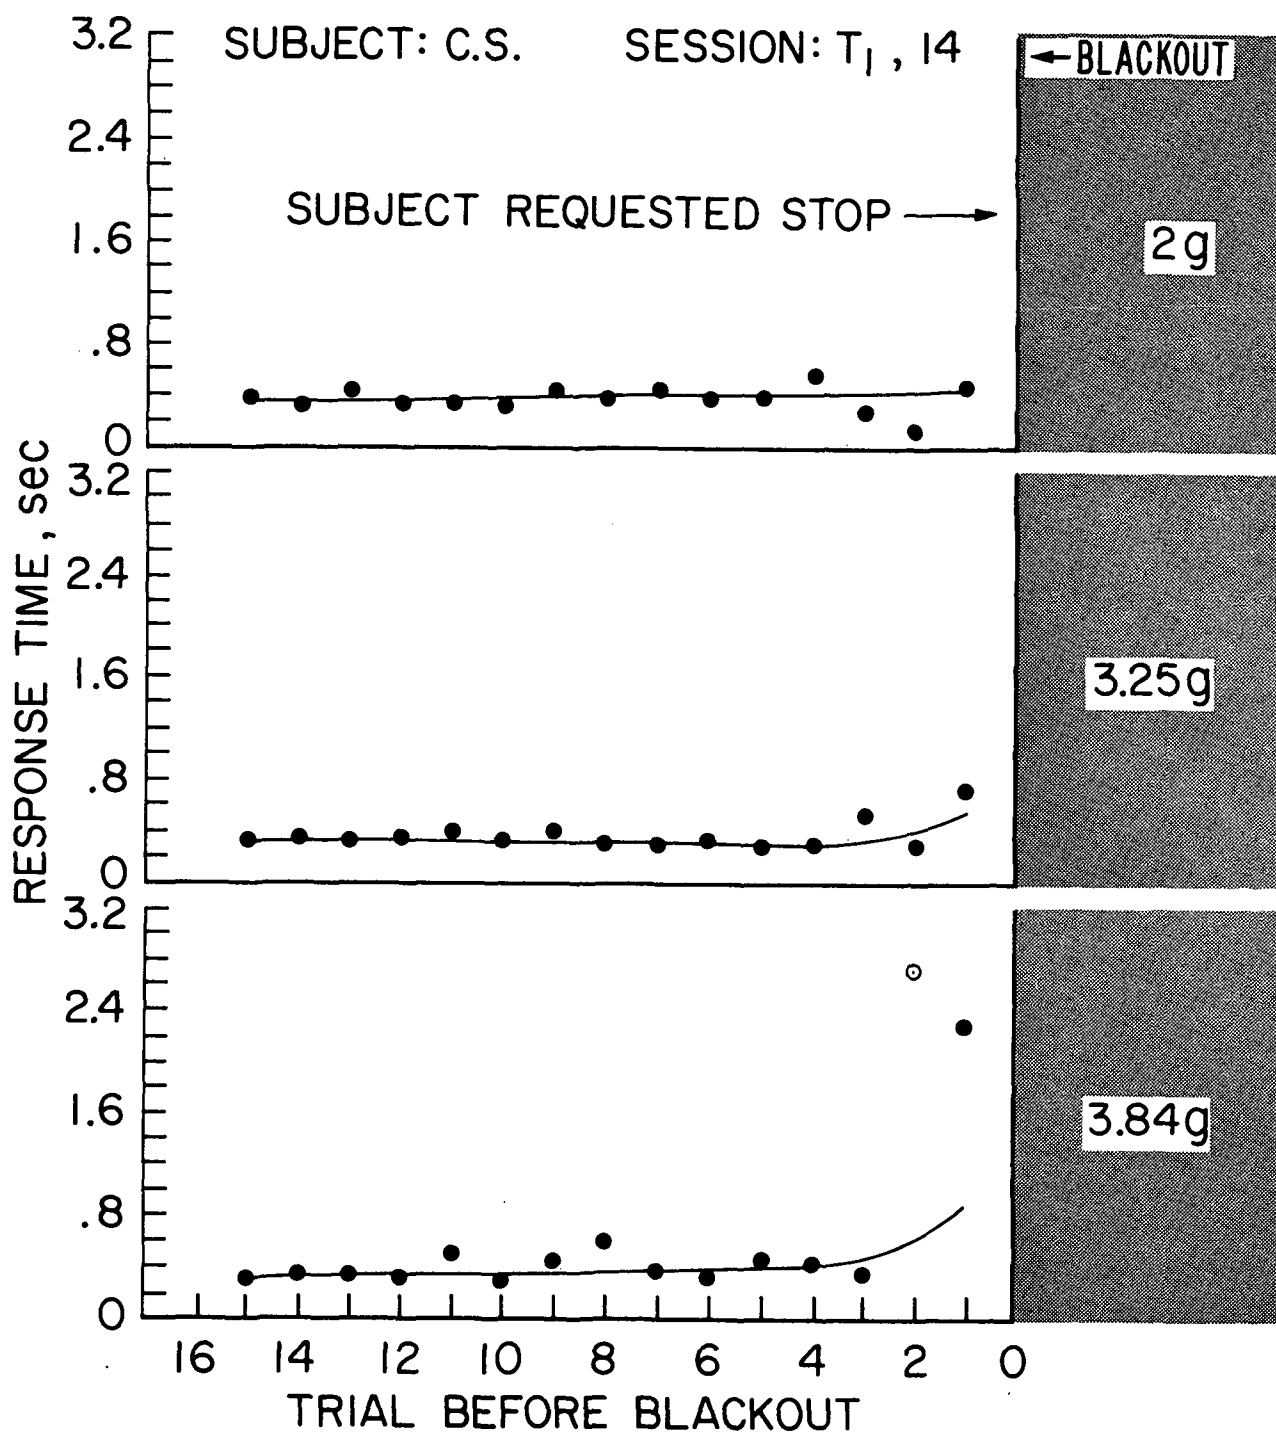 SUBJECT: C.S. SESSION: T₁, 14
BLACKOUT
SUBJECT REQUESTED STOP
RESPONSE TIME, sec
3.2
2.4
1.6
.8
0
2g
3.2
2.4
1.6
.8
0
3.25g
3.2
2.4
1.6
.8
0
3.84g
16 14 12 10 8 6 4 2 0
TRIAL BEFORE BLACKOUT